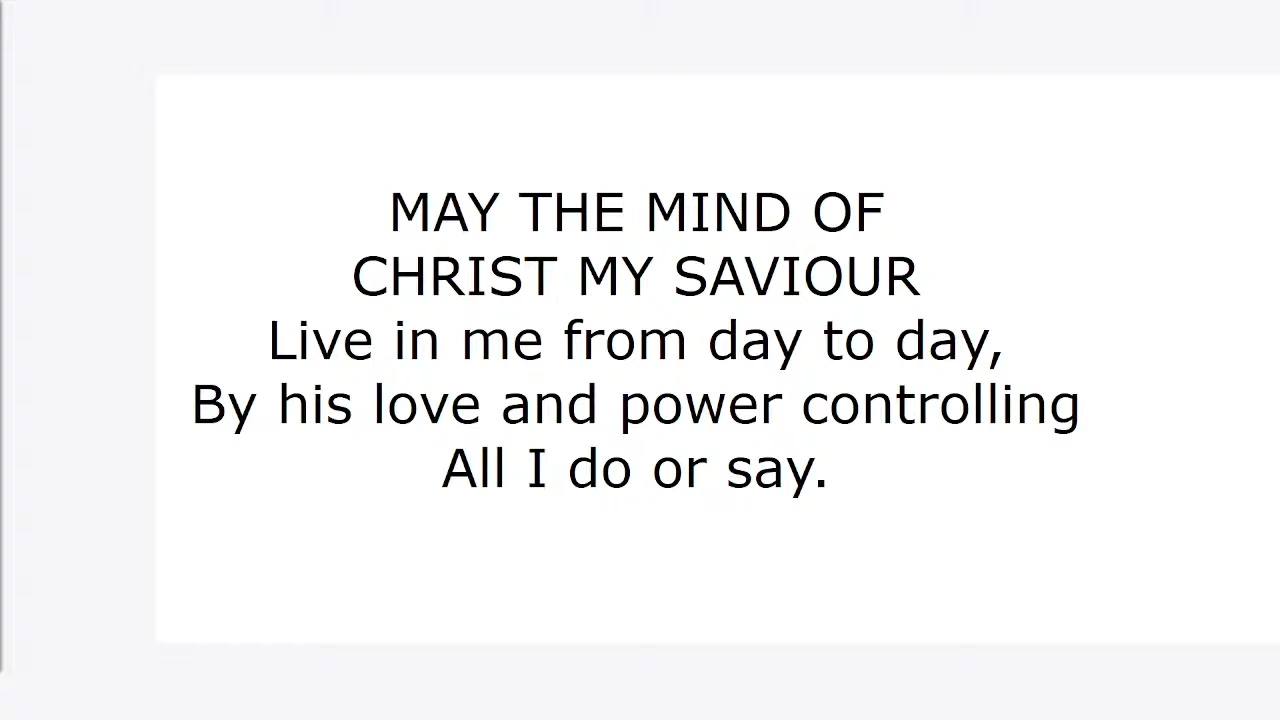 MAY THE MIND OF
CHRIST MY SAVIOUR
Live in me from day to day,
By his love and power controlling
All I do or say.